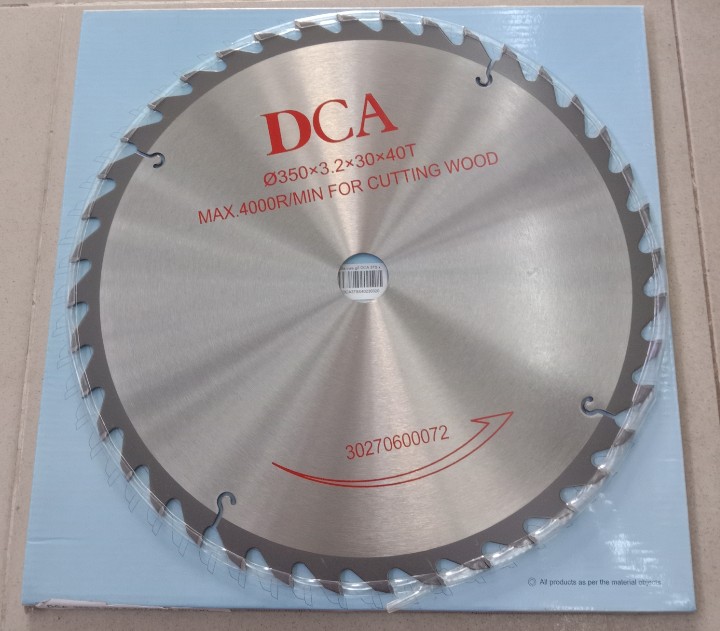 DCA
Ø350×3.2×30×40T
MAX.4000R/MIN FOR CUTTING WOOD
30270600072
All products as per the material objects